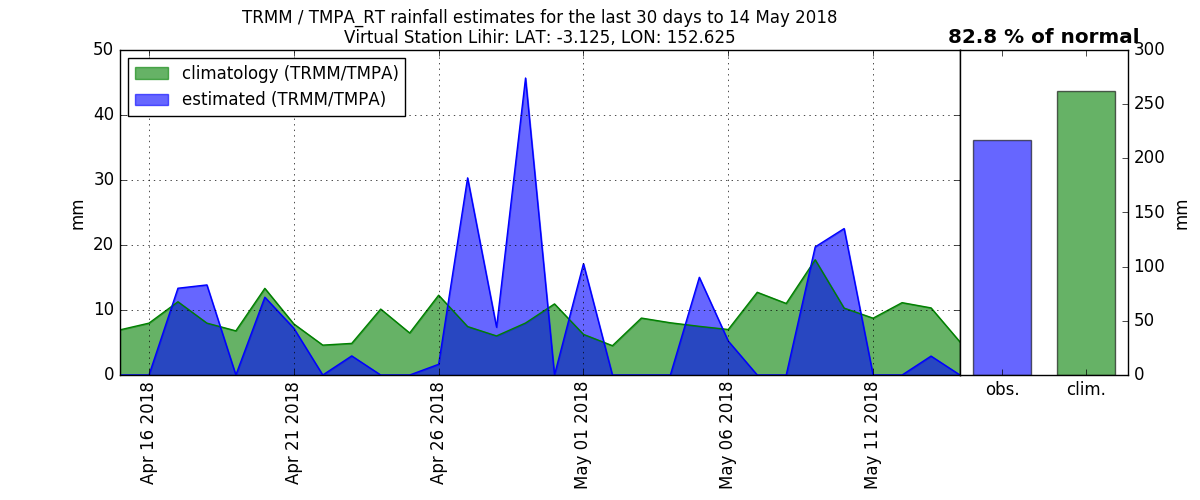 TRMM / TMPA_RT rainfall estimates for the last 30 days to 14 May 2018
Virtual Station Lihir: LAT: -3.125, LON: 152.625
82.8 % of normal
climatology (TRMM/TMPA)
estimated (TRMM/TMPA)
50
40
30
20
10
0
mm
Apr 16 2018
Apr 21 2018
Apr 26 2018
May 01 2018
May 06 2018
May 11 2018
300
250
200
150
100
50
0
mm
obs.
clim.